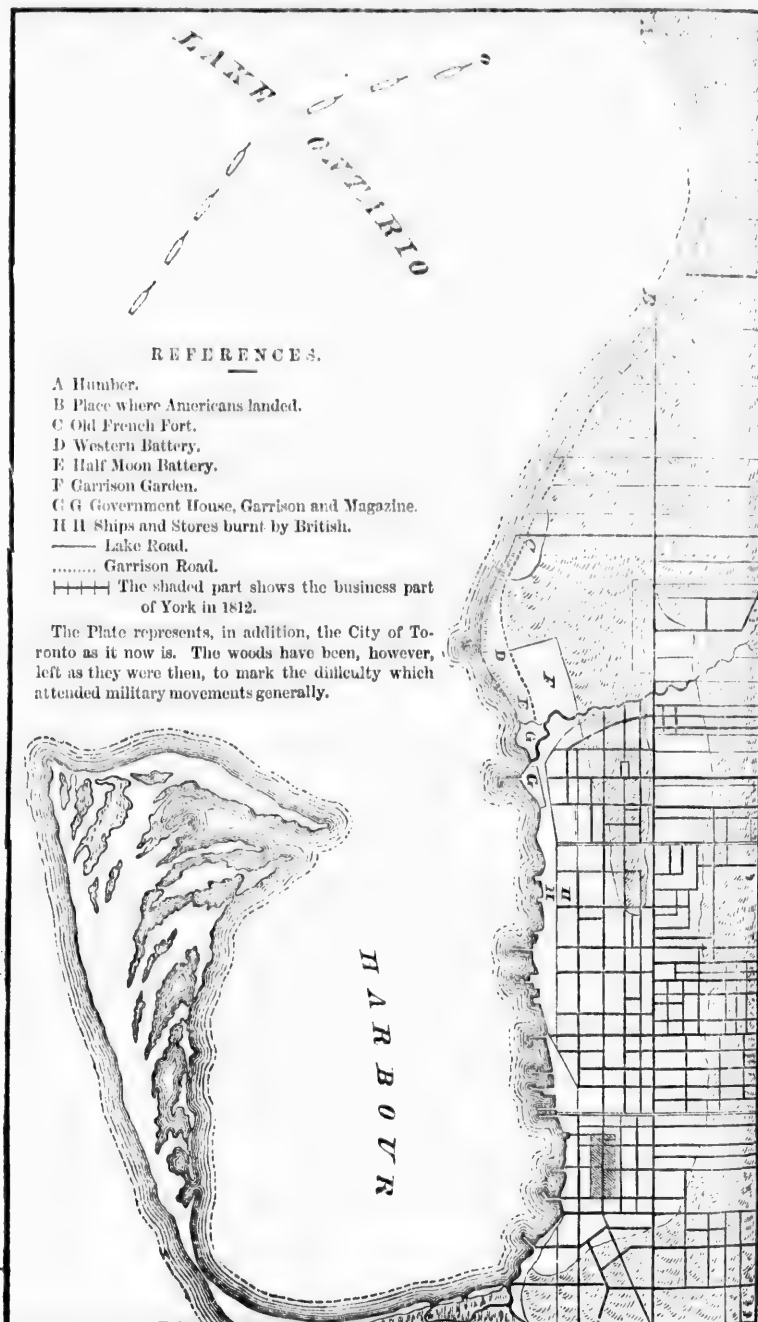 LAKE
ONTARIO
REFERENCES.
A Humber.
B Place where Americans landed.
C Old French Fort.
D Western Battery.
E Half Moon Battery.
F Garrison Garden.
G G Government House, Garrison and Magazine.
H H Ships and Stores burnt by British.
Lake Road.
Garrison Road.
The shaded part shows the business part
of York in 1812.
The Plate represents, in addition, the City of To-
ronto as it now is. The woods have been, however,
left as they were then, to mark the difficulty which
attended military movements generally.
B
C
D
F
E
G
G
H
H
HARBOUR